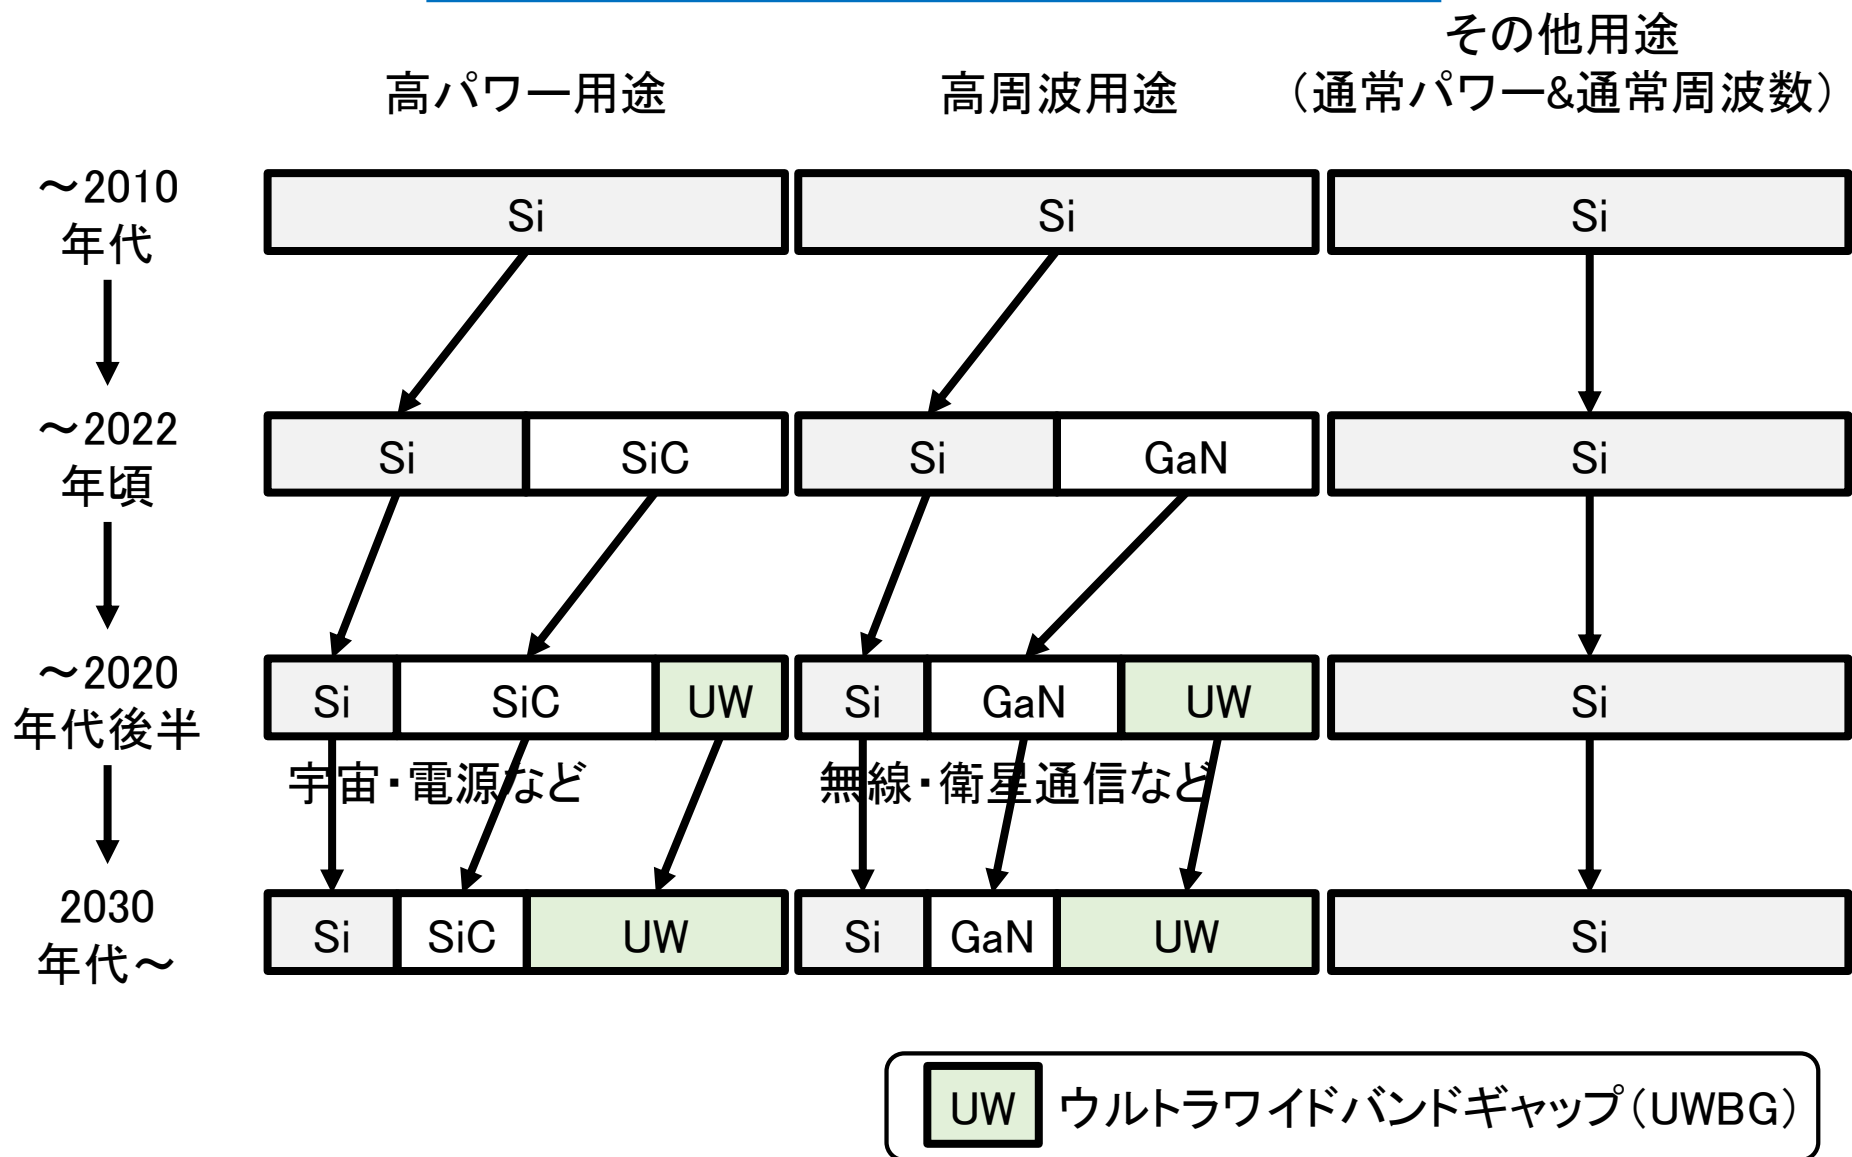 高パワー用途
高周波用途
その他用途
（通常パワー&通常周波数）
～2010
年代
Si
Si
Si
～2022
年頃
Si
SiC
Si
GaN
Si
～2020
年代後半
Si
SiC
UW
Si
GaN
UW
Si
宇宙・電源など
無線・衛星通信など
2030
年代～
Si
SiC
UW
Si
GaN
UW
Si
UW
ウルトラワイドバンドギャップ（UWBG）